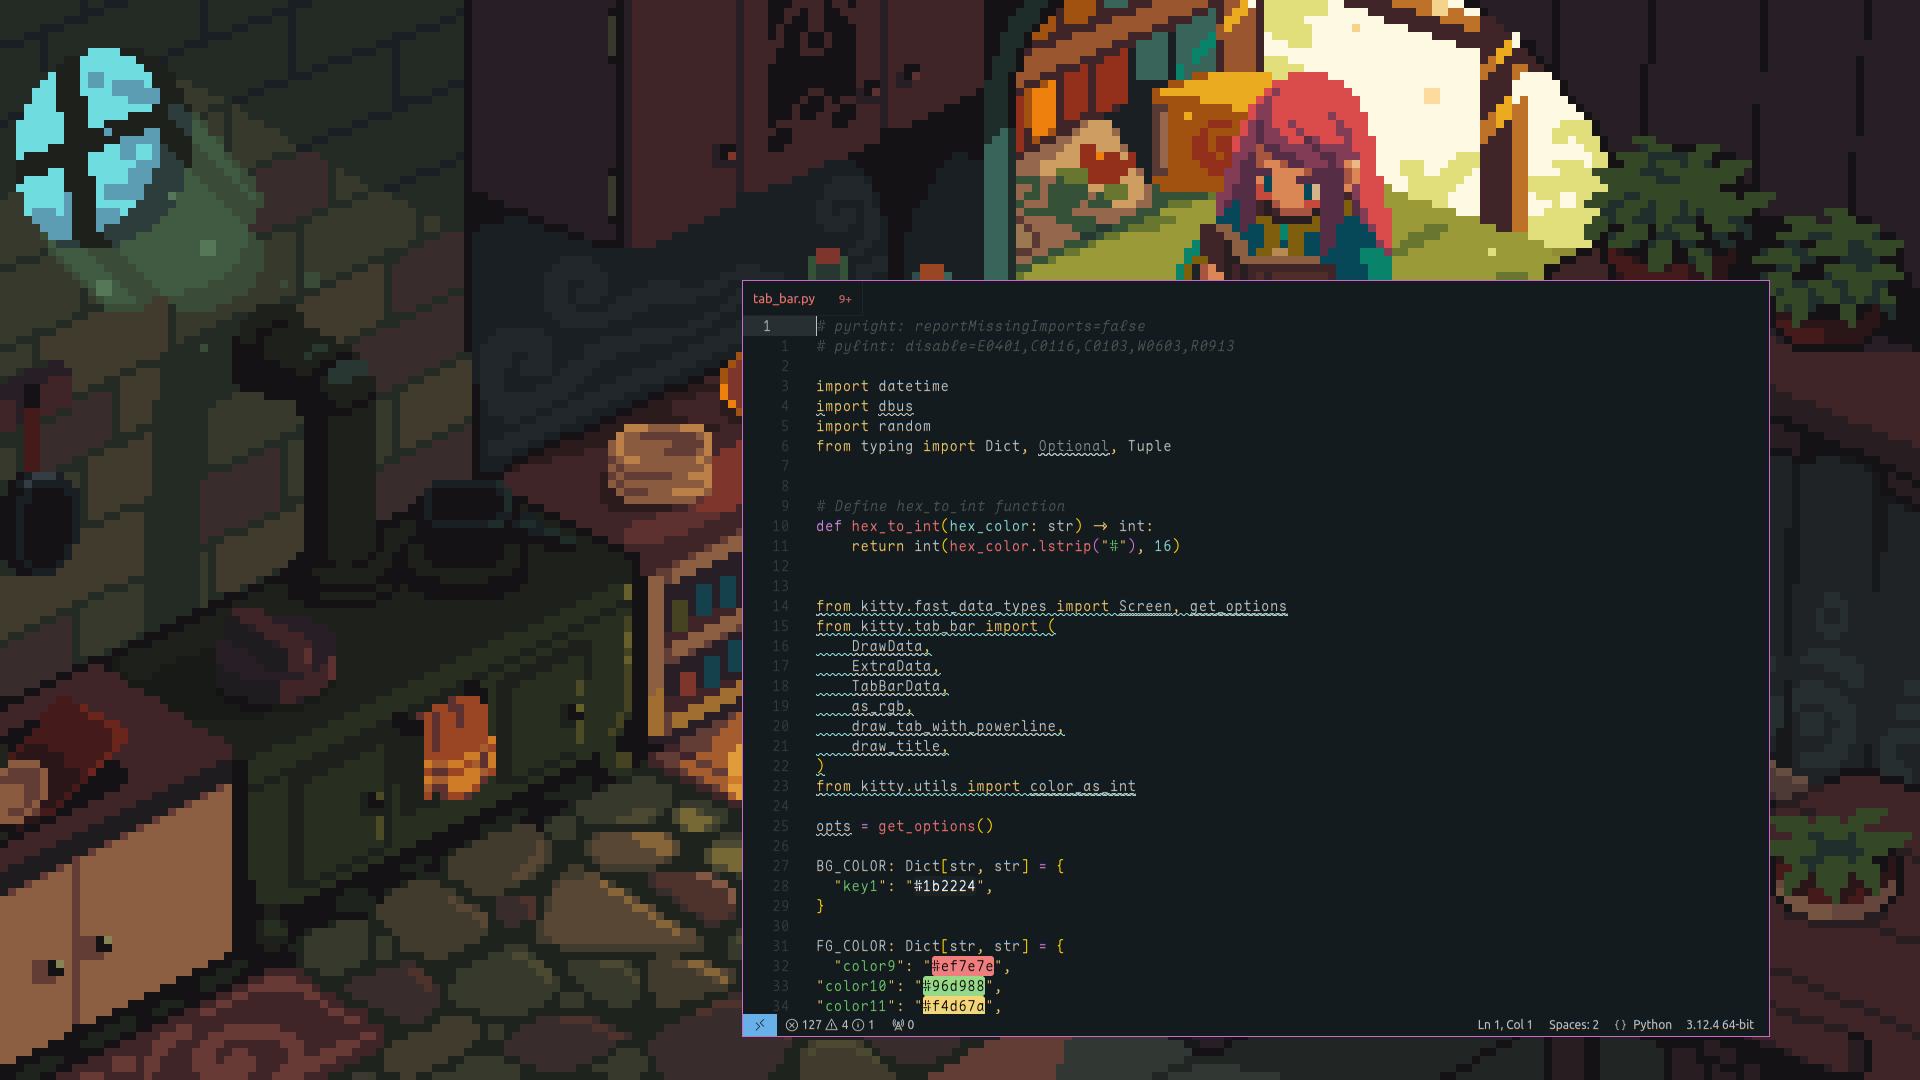 tab_bar.py 9+
1 # pyright: reportMissingImports=false
1 # pylint: disable=E0401,C0116,C0103,W0603,R0913
2
3 import datetime
4 import dbus
5 import random
6 from typing import Dict, Optional, Tuple
7
8
9 # Define hex_to_int function
10 def hex_to_int(hex_color: str) → int:
11     return int(hex_color.lstrip("#"), 16)
12
13
14 from kitty.fast_data_types import Screen, get_options
15 from kitty.tab_bar import (
16     DrawData,
17     ExtraData,
18     TabBarData,
19     as_rgb,
20     draw_tab_with_powerline,
21     draw_title,
22 )
23 from kitty.utils import color_as_int
24
25 opts = get_options()
26
27 BG_COLOR: Dict[str, str] = {
28   "key1": "#1b2224",
29 }
30
31 FG_COLOR: Dict[str, str] = {
32   "color9": "#ef7e7e",
33 "color10": "#96d988",
34 "color11": "#f4d67a",
127 4 1 0 Ln 1, Col 1 Spaces: 2 {} Python 3.12.4 64-bit